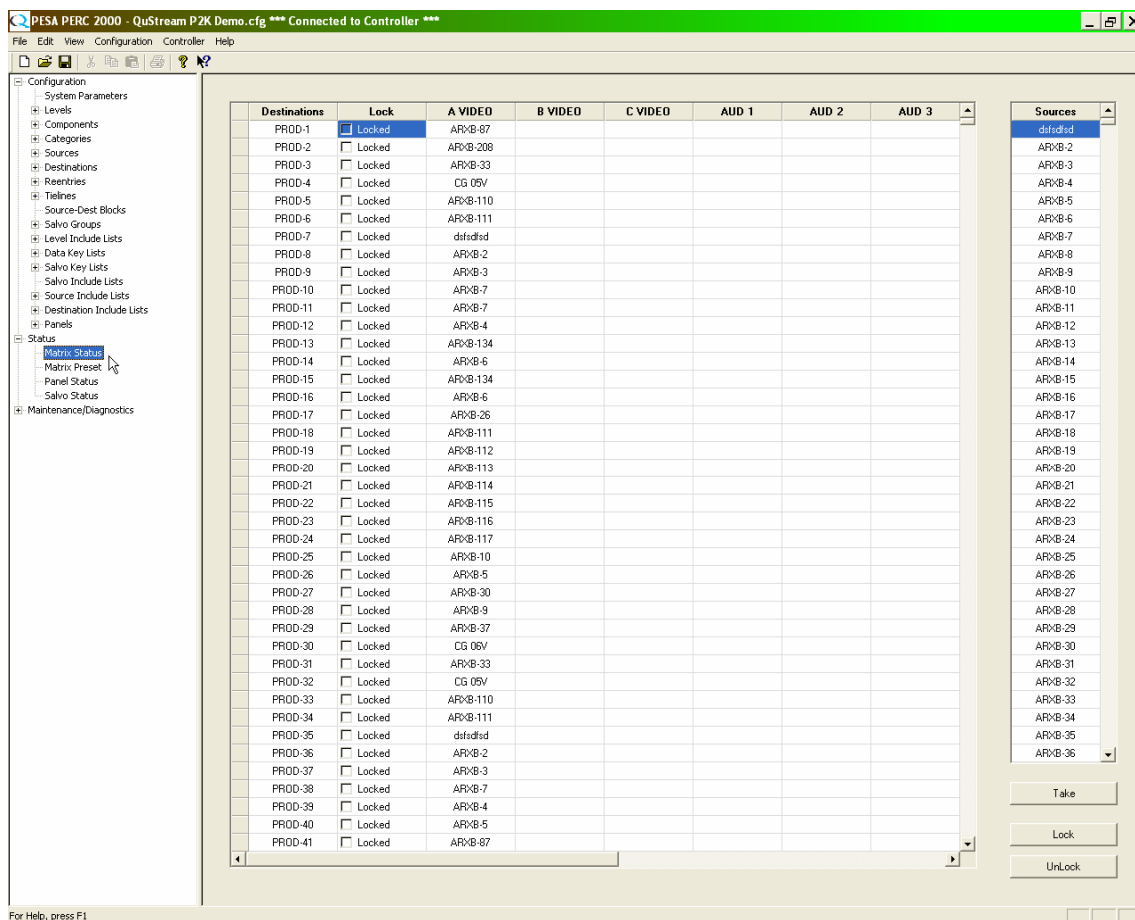 PESA PERC 2000 - QuStream P2K Demo.cfg *** Connected to Controller ***
File Edit View Configuration Controller Help
Configuration
System Parameters
Levels
Components
Categories
Sources
Destinations
Reentries
Tielines
Source-Dest Blocks
Salvo Groups
Level Include Lists
Data Key Lists
Salvo Key Lists
Salvo Include Lists
Source Include Lists
Destination Include Lists
Panels
Status
Matrix Status
Matrix Preset
Panel Status
Salvo Status
Maintenance/Diagnostics
Destinations Lock A VIDEO B VIDEO C VIDEO AUD 1 AUD 2 AUD 3
PROD-1 Locked ARXB-87
PROD-2 Locked ARXB-208
PROD-3 Locked ARXB-33
PROD-4 Locked CG 05V
PROD-5 Locked ARXB-110
PROD-6 Locked ARXB-111
PROD-7 Locked dsfsdfsd
PROD-8 Locked ARXB-2
PROD-9 Locked ARXB-3
PROD-10 Locked ARXB-7
PROD-11 Locked ARXB-7
PROD-12 Locked ARXB-4
PROD-13 Locked ARXB-134
PROD-14 Locked ARXB-6
PROD-15 Locked ARXB-134
PROD-16 Locked ARXB-6
PROD-17 Locked ARXB-26
PROD-18 Locked ARXB-111
PROD-19 Locked ARXB-112
PROD-20 Locked ARXB-113
PROD-21 Locked ARXB-114
PROD-22 Locked ARXB-115
PROD-23 Locked ARXB-116
PROD-24 Locked ARXB-117
PROD-25 Locked ARXB-10
PROD-26 Locked ARXB-5
PROD-27 Locked ARXB-30
PROD-28 Locked ARXB-9
PROD-29 Locked ARXB-37
PROD-30 Locked CG 06V
PROD-31 Locked ARXB-33
PROD-32 Locked CG 05V
PROD-33 Locked ARXB-110
PROD-34 Locked ARXB-111
PROD-35 Locked dsfsdfsd
PROD-36 Locked ARXB-2
PROD-37 Locked ARXB-3
PROD-38 Locked ARXB-7
PROD-39 Locked ARXB-4
PROD-40 Locked ARXB-5
PROD-41 Locked ARXB-87
Sources
dsfsdfsd
ARXB-2
ARXB-3
ARXB-4
ARXB-5
ARXB-6
ARXB-7
ARXB-8
ARXB-9
ARXB-10
ARXB-11
ARXB-12
ARXB-13
ARXB-14
ARXB-15
ARXB-16
ARXB-17
ARXB-18
ARXB-19
ARXB-20
ARXB-21
ARXB-22
ARXB-23
ARXB-24
ARXB-25
ARXB-26
ARXB-27
ARXB-28
ARXB-29
ARXB-30
ARXB-31
ARXB-32
ARXB-33
ARXB-34
ARXB-35
ARXB-36
Take
Lock
UnLock
For Help, press F1